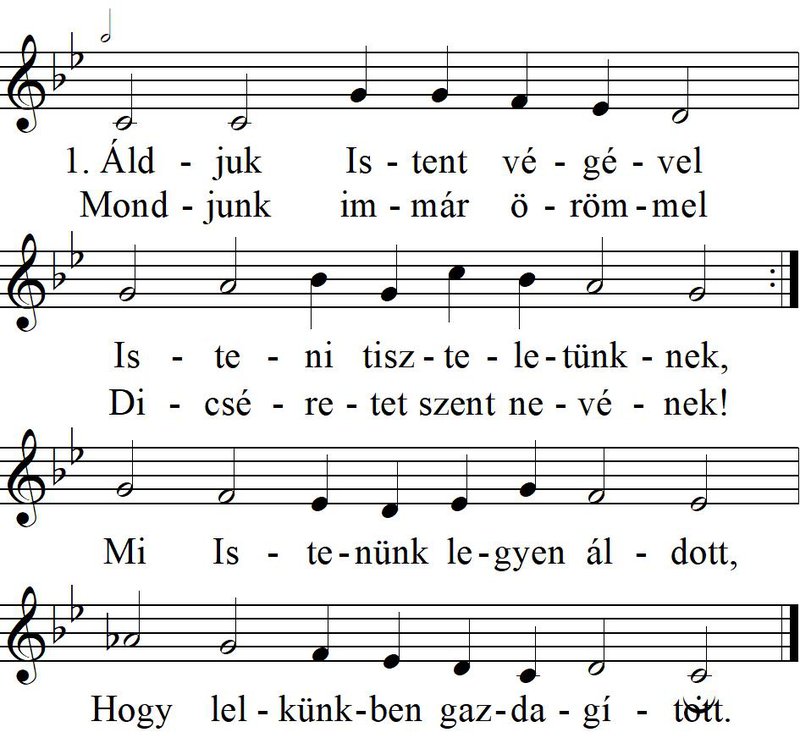 1. Áld - juk Is - tent vé - gé - vel
Mond - junk im - már ö - röm - mel
Is - te - ni tisz - te - le - tünk - nek,
Di - csé - re - tet szent ne - vé - nek!
Mi Is - te - nünk le - gyen ál - dott,
Hogy lel - künk - ben gaz - da - gí - tott.